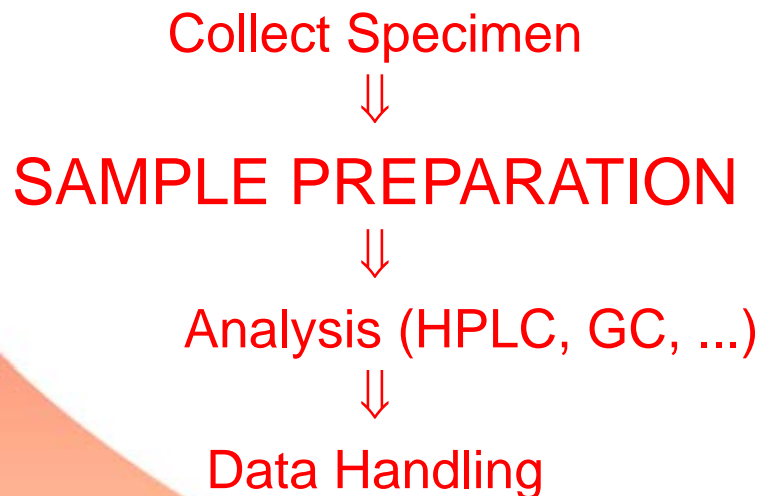 Collect Specimen
⇓
SAMPLE PREPARATION
⇓
Analysis (HPLC, GC, ...)
⇓
Data Handling